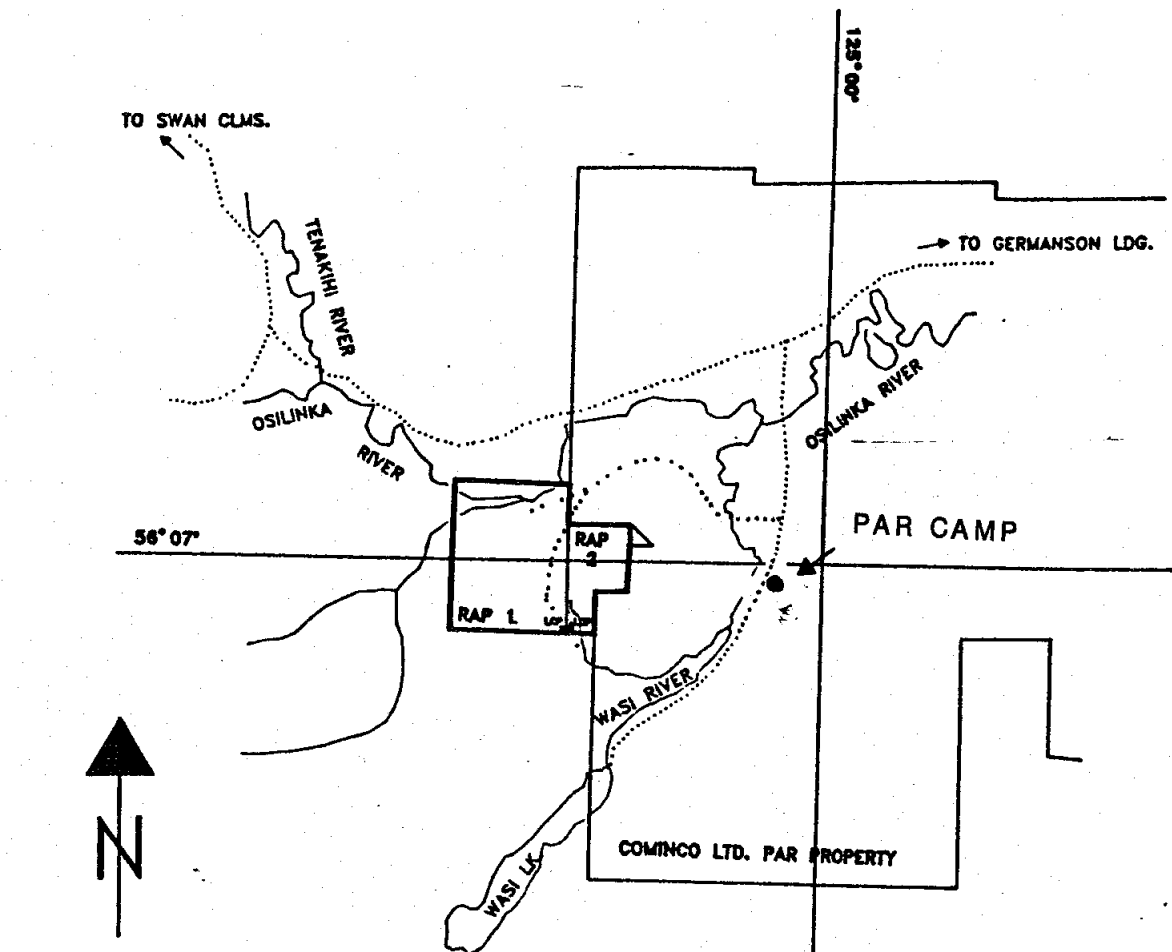 125°00'
TO SWAN CLMS.
TENAKIHI RIVER
TO GERMANSON LDG.
OSILINKA
RIVER
OSILINKA RIVER
56°07'
RAP
2
PAR CAMP
RAP 1.
WASI RIVER
WASI LK
COMINCO LTD. PAR PROPERTY
N